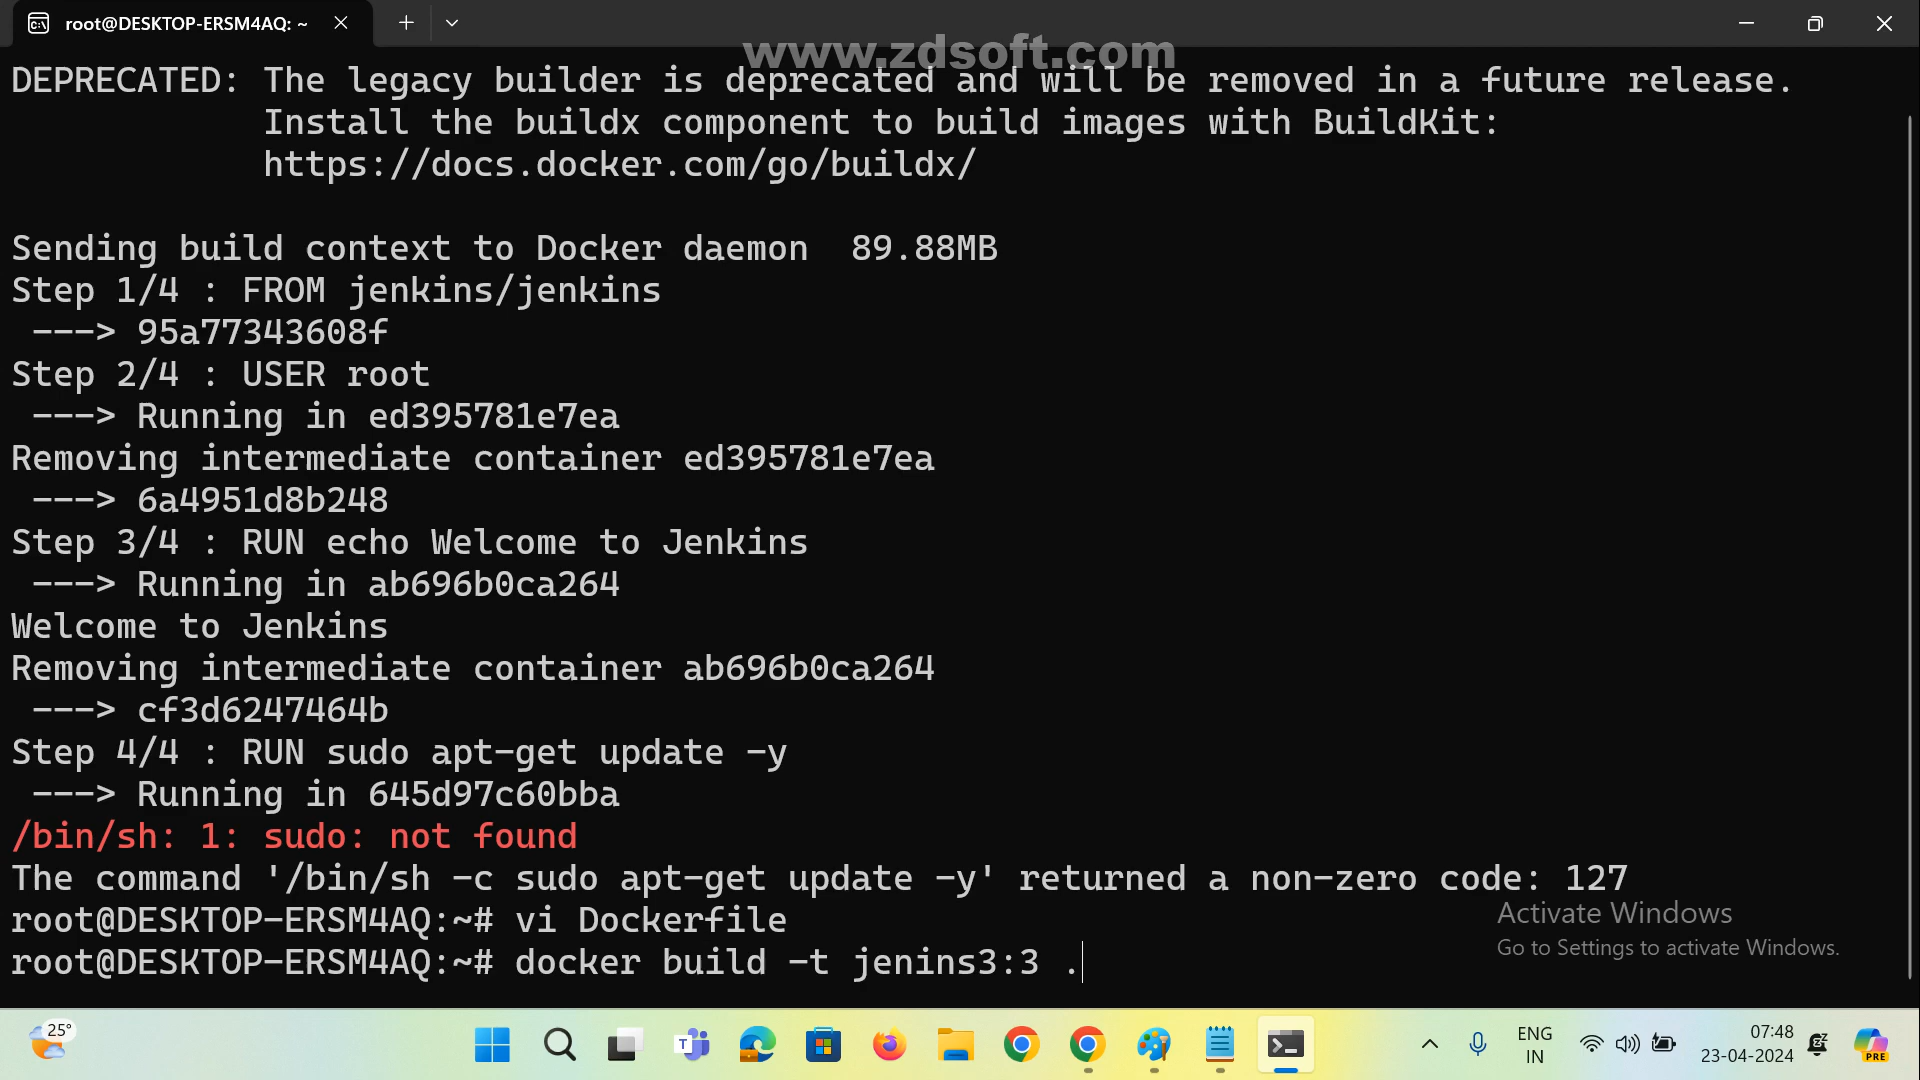 root@DESKTOP-ERSM4AQ: ~
www.zdsoft.com
DEPRECATED: The legacy builder is deprecated and will be removed in a future release.
Install the buildx component to build images with BuildKit:
https://docs.docker.com/go/buildx/
Sending build context to Docker daemon  89.88MB
Step 1/4 : FROM jenkins/jenkins
---> 95a77343608f
Step 2/4 : USER root
---> Running in ed395781e7ea
Removing intermediate container ed395781e7ea
---> 6a4951d8b248
Step 3/4 : RUN echo Welcome to Jenkins
---> Running in ab696b0ca264
Welcome to Jenkins
Removing intermediate container ab696b0ca264
---> cf3d6247464b
Step 4/4 : RUN sudo apt-get update -y
---> Running in 645d97c60bba
/bin/sh: 1: sudo: not found
The command '/bin/sh -c sudo apt-get update -y' returned a non-zero code: 127
root@DESKTOP-ERSM4AQ:~# vi Dockerfile
root@DESKTOP-ERSM4AQ:~# docker build -t jenins3:3 .
Activate Windows
Go to Settings to activate Windows.
25°
ENG
IN
07:48
23-04-2024
PRE